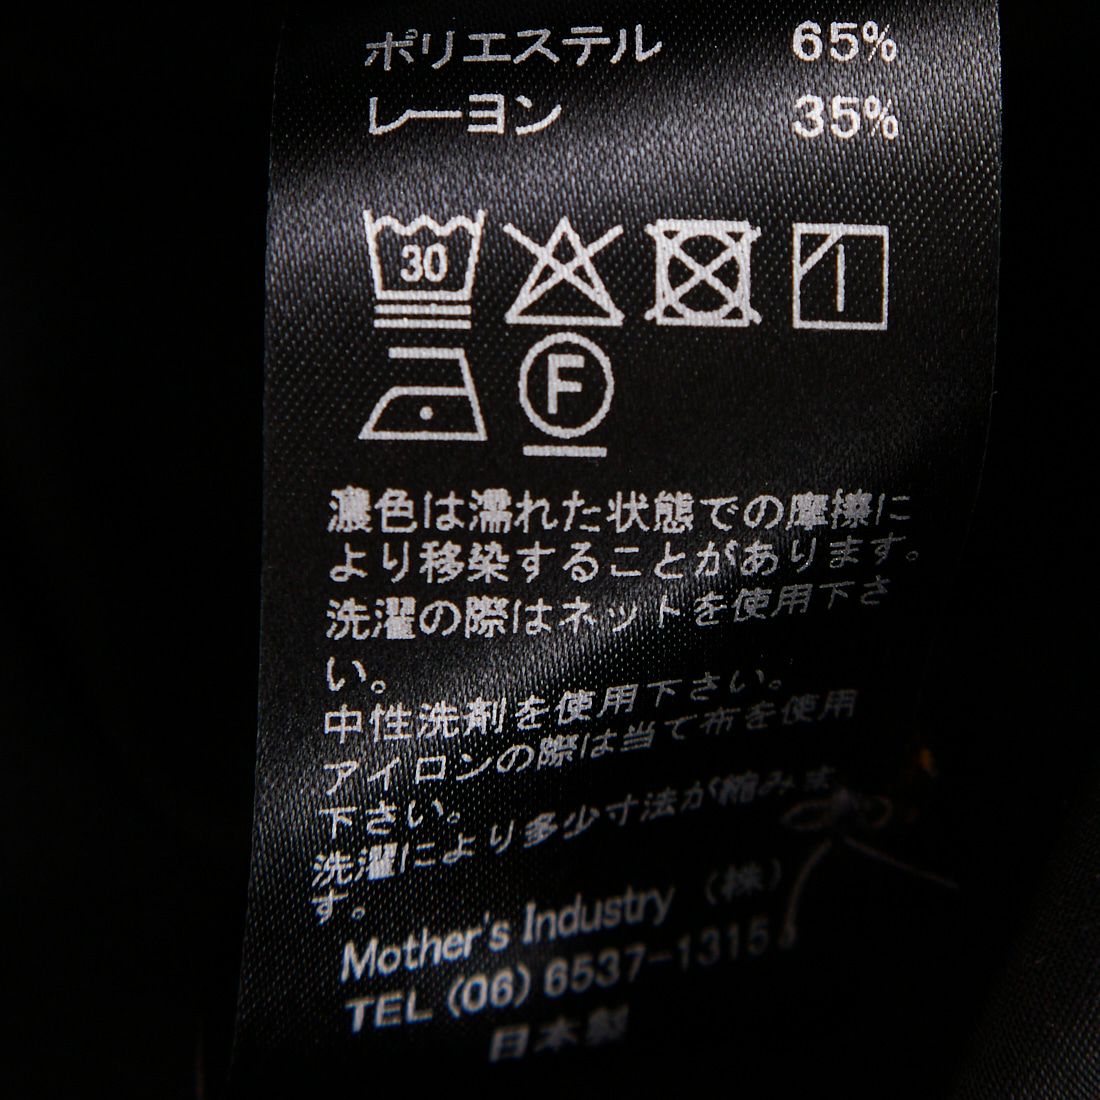 ポリエステル 65%
レーヨン 35%
30
F
濃色は濡れた状態での摩擦に
より移染することがあります。
洗濯の際はネットを使用下さ
い。
中性洗剤を使用下さい。
アイロンの際は当て布を使用
下さい。
洗濯により多少寸法が縮みま
す。
Mother's Industry (株)
TEL (06) 6537-1315
日本製